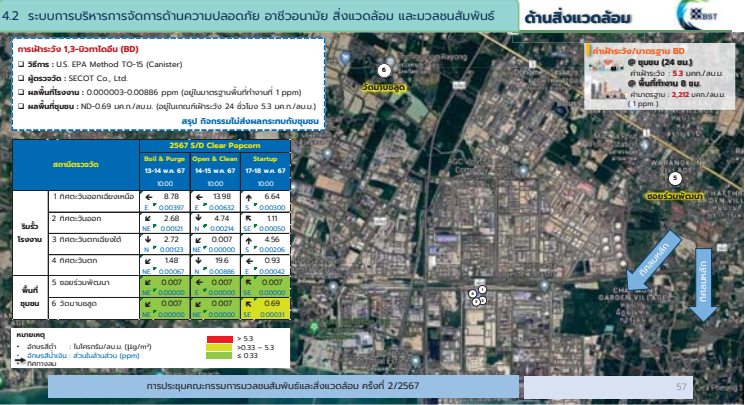 4.2 ระบบการบริหารการจัดการด้านความปลอดภัย อาชีวอนามัย สิ่งแวดล้อม และมวลชนสัมพันธ์
ด้านสิ่งแวดล้อม
BST
การเฝ้าระวัง 1,3-บิวทาไดอีน (BD)
❑ วิธีการ : U.S. EPA Method TO-15 (Canister)
❑ ผู้ตรวจวัด : SECOT Co., Ltd.
❑ ผลพื้นที่โรงงาน : 0.000003-0.00886 ppm (อยู่ในมาตรฐานพื้นที่ทำงานที่ 1 ppm)
❑ ผลพื้นที่ชุมชน : ND-0.69 มค.ก./ลบ.ม. (อยู่ในเกณฑ์เฝ้าระวัง 24 ชั่วโมง 5.3 มค.ก./ลบ.ม.)
สรุป กิจกรรมไม่ส่งผลกระทบกับชุมชน
ค่าเฝ้าระวัง/มาตรฐาน BD
@ ชุมชน (24 ชม.)
ค่าเฝ้าระวัง : 5.3 มคก./ลบ.ม.
@ พื้นที่ทำงาน 8 ชม.
ค่ามาตรฐาน : 2,212 มคก./ลบ.ม.
( 1 ppm )
6
วัดมาบชลูด
5
ซอยร่วมพัฒนา
ทิศลมหลัก
ทิศลมหลัก
สถานีตรวจวัด
2567 S/D Clear Popcorn
Boil & Purge Open & Clean Startup
13-14 พ.ค. 67 14-15 พ.ค. 67 17-18 พ.ค. 67
10:00 10:00 10:00
ริมรั้วโรงงาน
1 ทิศตะวันออกเฉียงเหนือ ← 8.78 ← 13.98 ↑ 6.64
E 0.00397 E 0.00632 S 0.00300
2 ทิศตะวันออก ↙ 2.68 ↓ 4.74 ↖ 1.11
NE 0.00121 N 0.00214 SE 0.00050
3 ทิศตะวันตกเฉียงใต้ ↓ 2.72 ↙ 0.007 ↑ 4.56
N 0.00123 NE 0.00000 S 0.00206
4 ทิศตะวันตก ↙ 1.48 ↓ 19.6 ← 0.93
NE 0.00067 N 0.00886 E 0.00042
พื้นที่ชุมชน
5 ซอยร่วมพัฒนา ↙ 0.007 ← 0.007 ↖ 0.007
NE 0.00000 E 0.00000 SE 0.00000
6 วัดมาบชลูด ↙ 0.007 ↙ 0.007 ↖ 0.69
NE 0.00000 NE 0.00000 SE 0.00031
หมายเหตุ
• อักษรสีดำ : ไมโครกรัม/ลบ.ม. (µg/m³)
• อักษรสีน้ำเงิน : ส่วนในล้านส่วน (ppm)
• ทิศทางลม
> 5.3
>0.33 – 5.3
≤ 0.33
การประชุมคณะกรรมการมวลชนสัมพันธ์และสิ่งแวดล้อม ครั้งที่ 2/2567
57